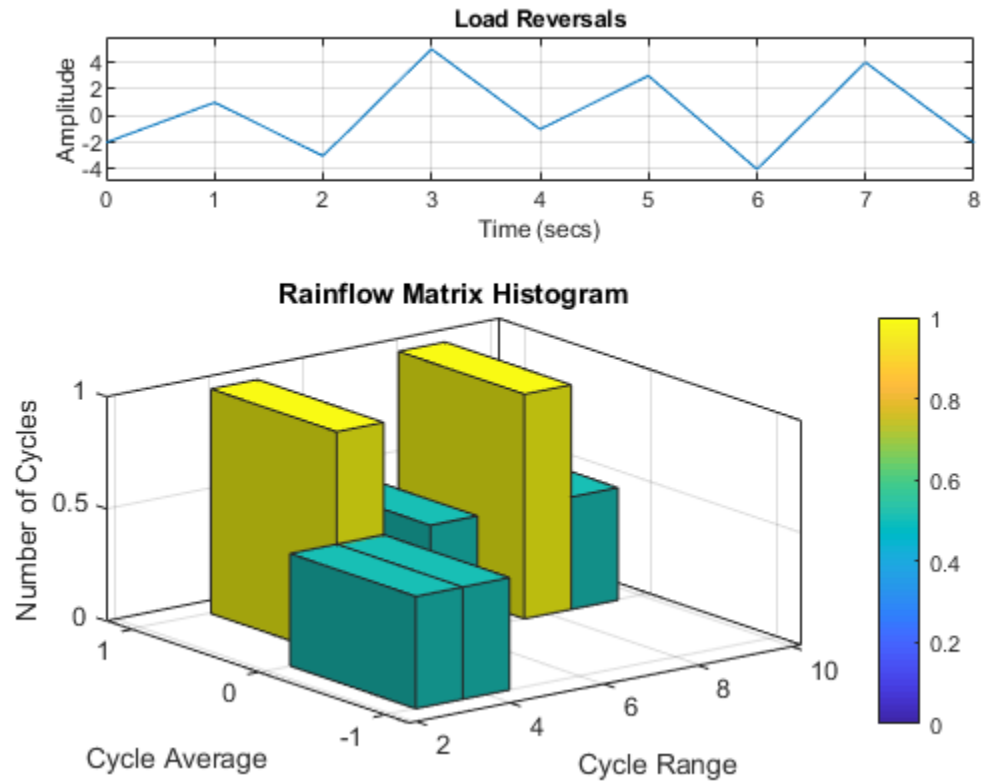 Load Reversals
4
2
0
-2
-4
Amplitude
0 1 2 3 4 5 6 7 8
Time (secs)
Rainflow Matrix Histogram
1
0.5
0
Number of Cycles
1
0
-1
Cycle Average
2
4
6
8
10
Cycle Range
1
0.8
0.6
0.4
0.2
0